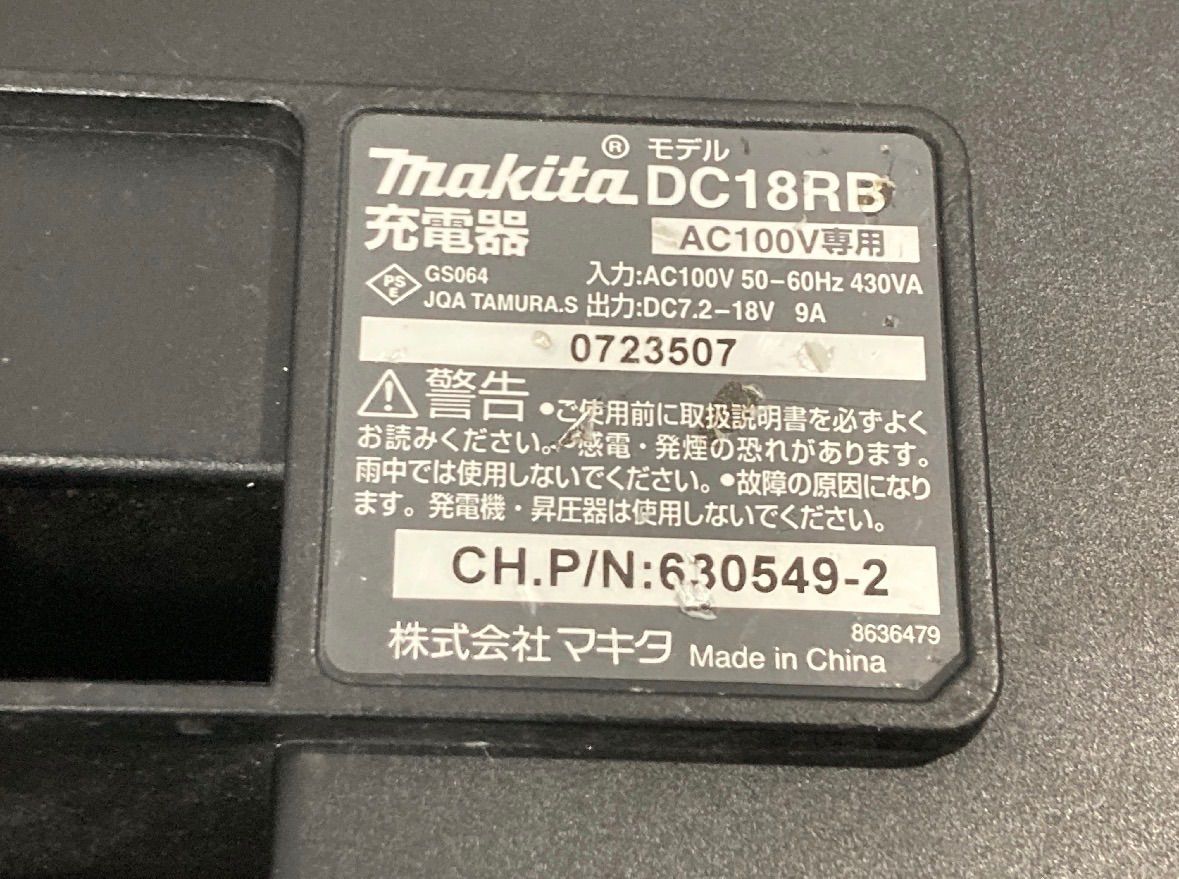 makita® モデル DC18RB
充電器 AC100V専用
PSE GS064 入力:AC100V 50-60Hz 430VA
JQA TAMURA.S 出力:DC7.2-18V 9A
0723507
警告 ●ご使用前に取扱説明書を必ずよく
お読みください。●感電・発煙の恐れがあります。
雨中では使用しないでください。●故障の原因になり
ます。発電機・昇圧器は使用しないでください。
CH.P/N:630549-2
8636479
株式会社マキタ Made in China